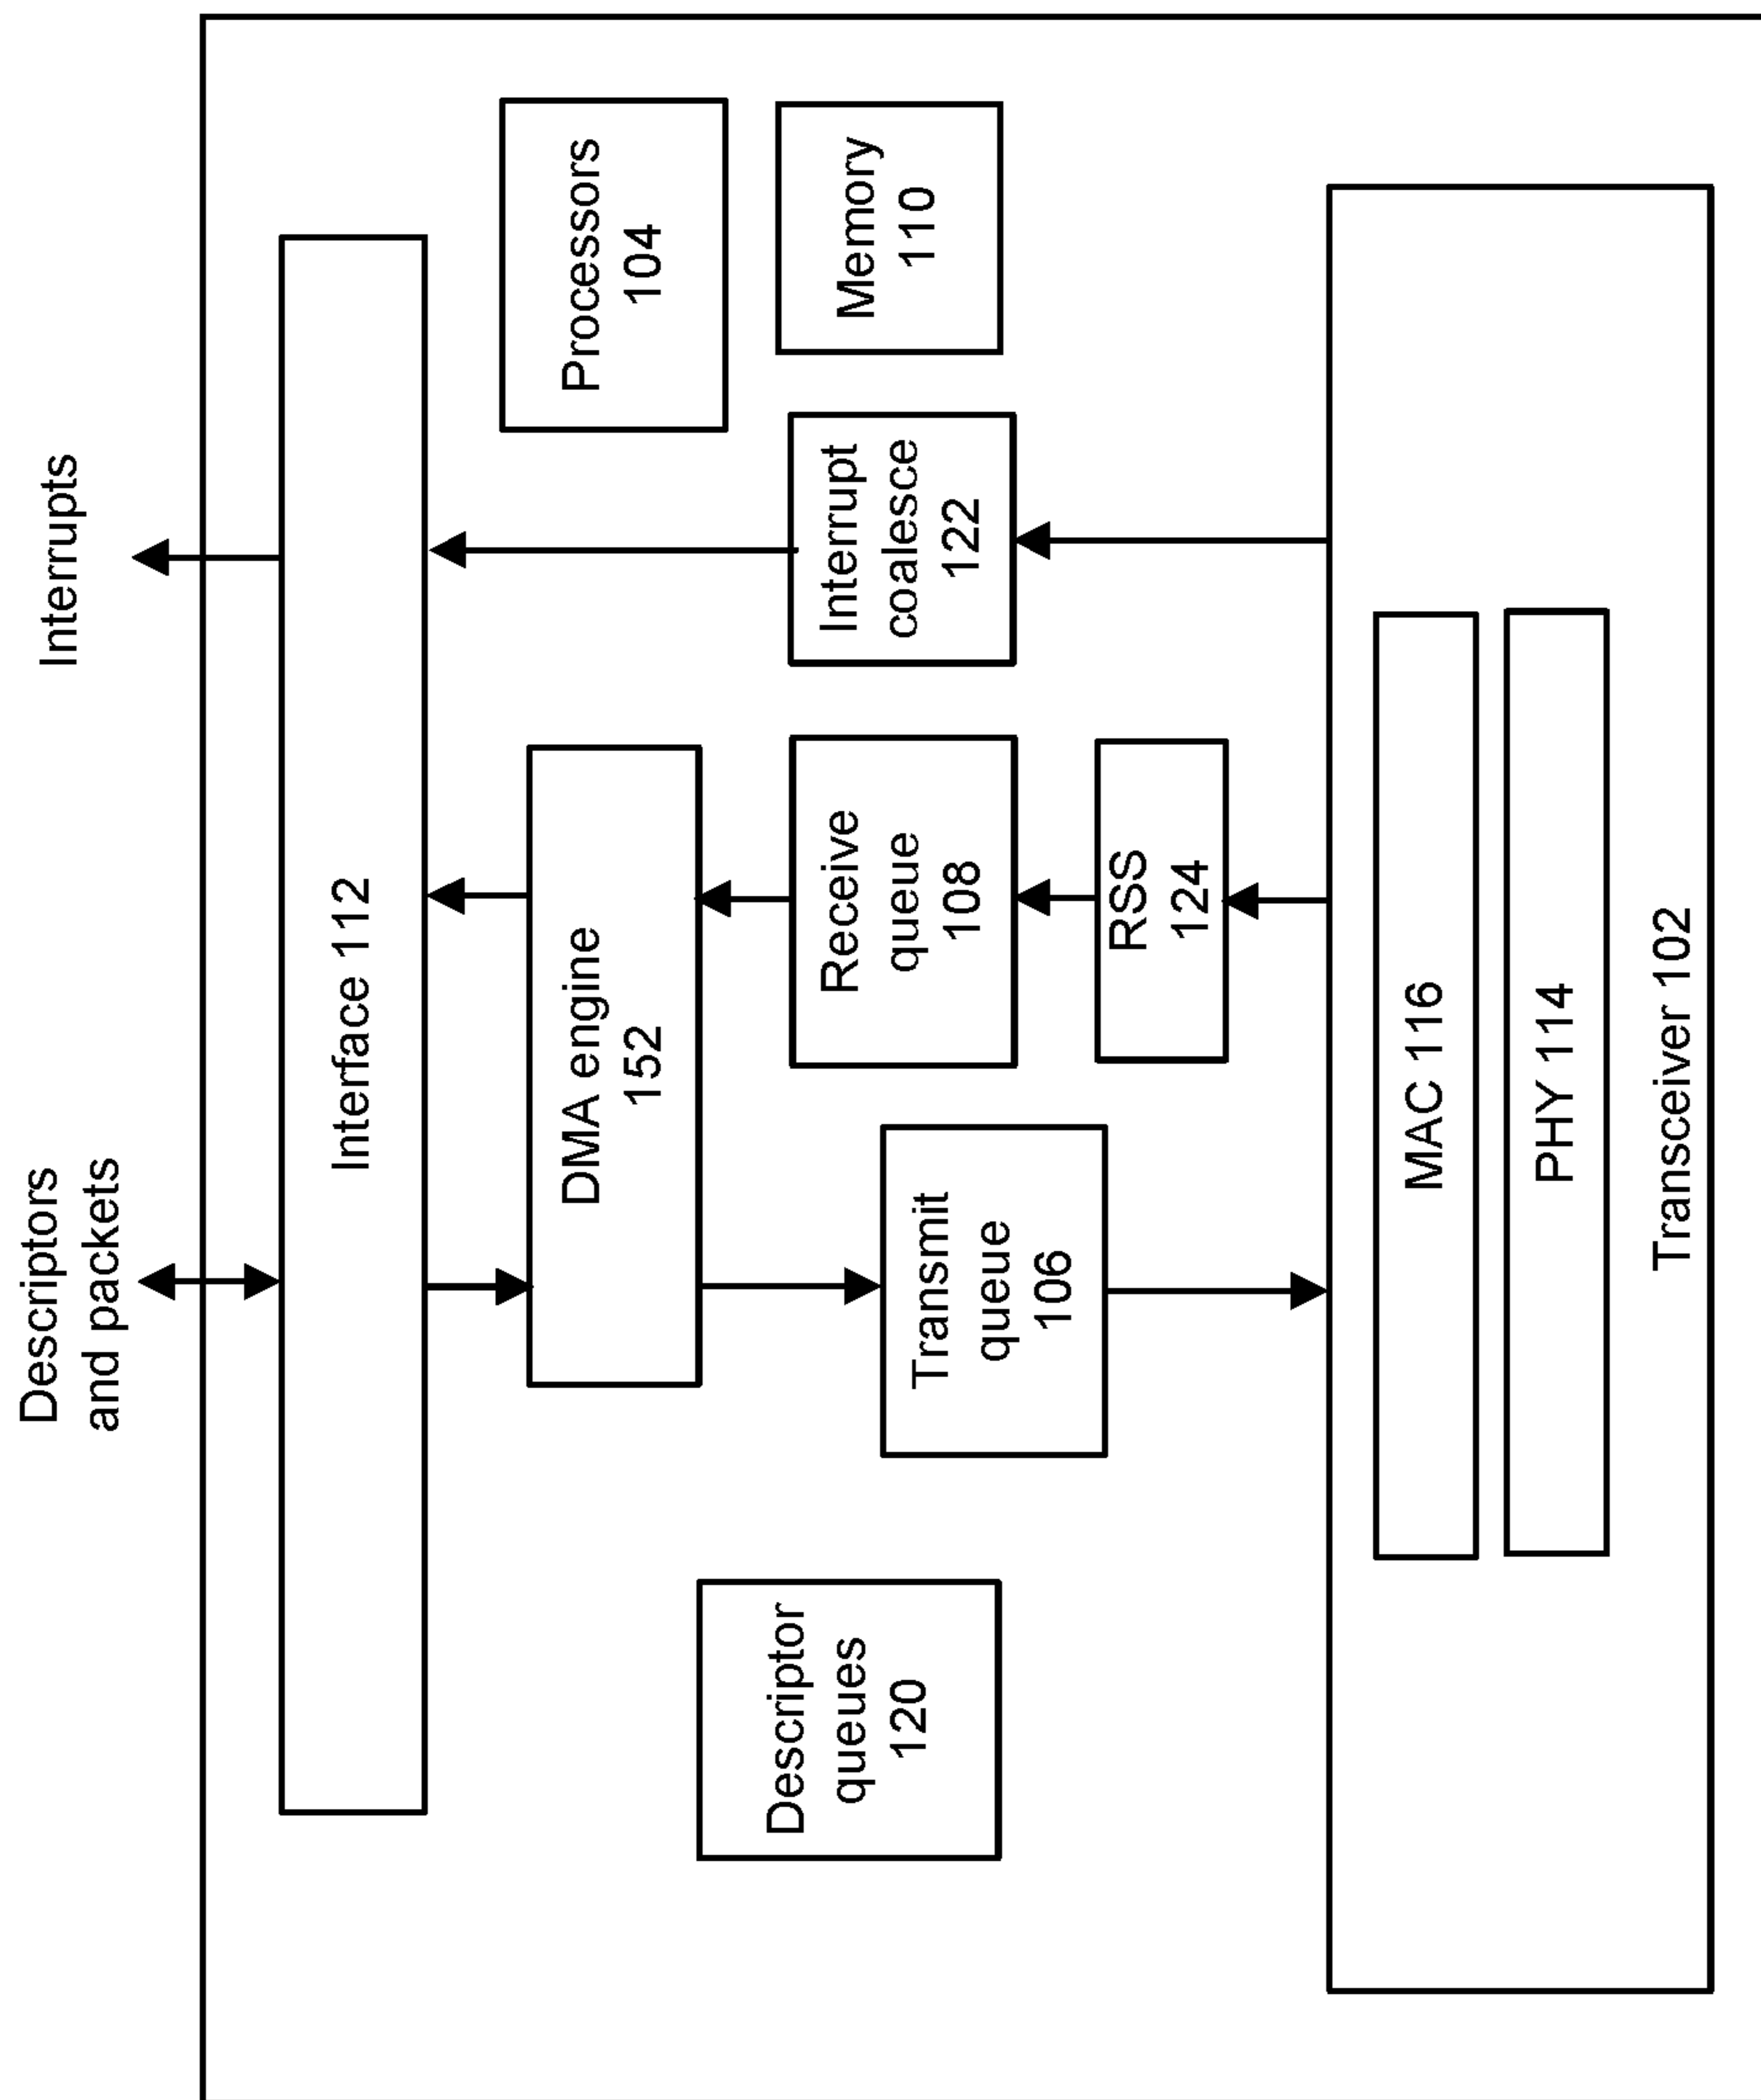 Descriptors
and packets
Interrupts
Interface 112
DMA engine
152
Processors
104
Descriptor
queues
120
Transmit
queue
106
Receive
queue
108
Interrupt
coalesce
122
Memory
110
RSS
124
MAC 116
PHY 114
Transceiver 102